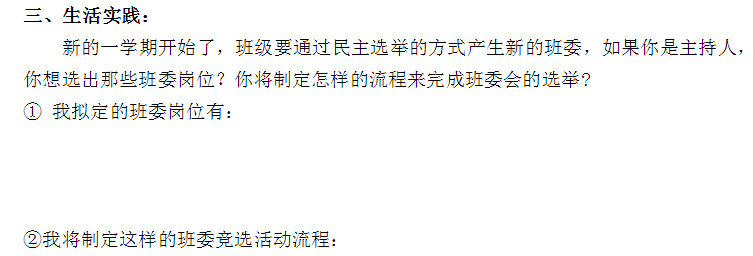 三、生活实践：
新的一学期开始了，班级要通过民主选举的方式产生新的班委，如果你是主持人，
你想选出那些班委岗位？你将制定怎样的流程来完成班委会的选举?
① 我拟定的班委岗位有：
②我将制定这样的班委竞选活动流程：